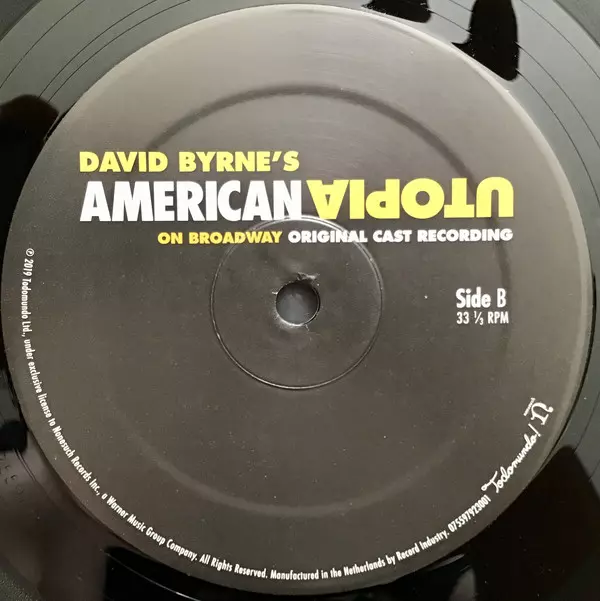 DAVID BYRNE'S
AMERICAN UTOPIA
ON BROADWAY ORIGINAL CAST RECORDING
Side B
33 ⅓ RPM
℗ 2019 Todomundo Ltd., under exclusive license to Nonesuch Records Inc., a Warner Music Group Company. All Rights Reserved. Manufactured in the Netherlands by Record Industry. 075597923001
Todomundo/